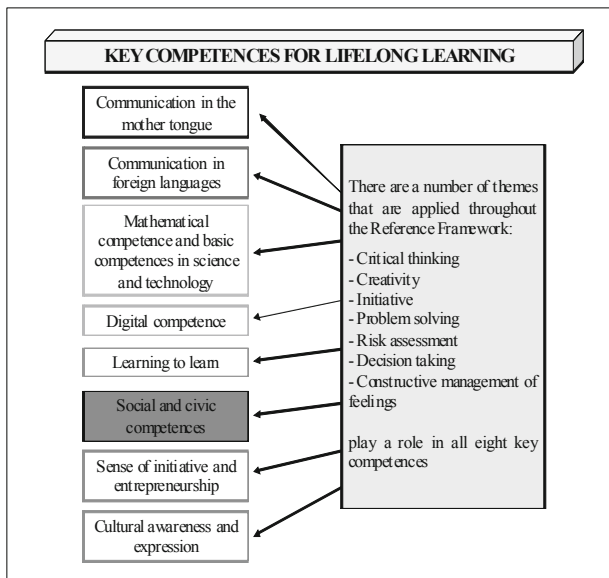 KEY COMPETENCES FOR LIFELONG LEARNING
Communication in the
mother tongue
Communication in
foreign languages
Mathematical
competence and basic
competences in science
and technology
Digital competence
Learning to learn
Social and civic
competences
Sense of initiative and
entrepreneurship
Cultural awareness and
expression
There are a number of themes
that are applied throughout
the Reference Framework:
- Critical thinking
- Creativity
- Initiative
- Problem solving
- Risk assessment
- Decision taking
- Constructive management of
feelings
play a role in all eight key
competences